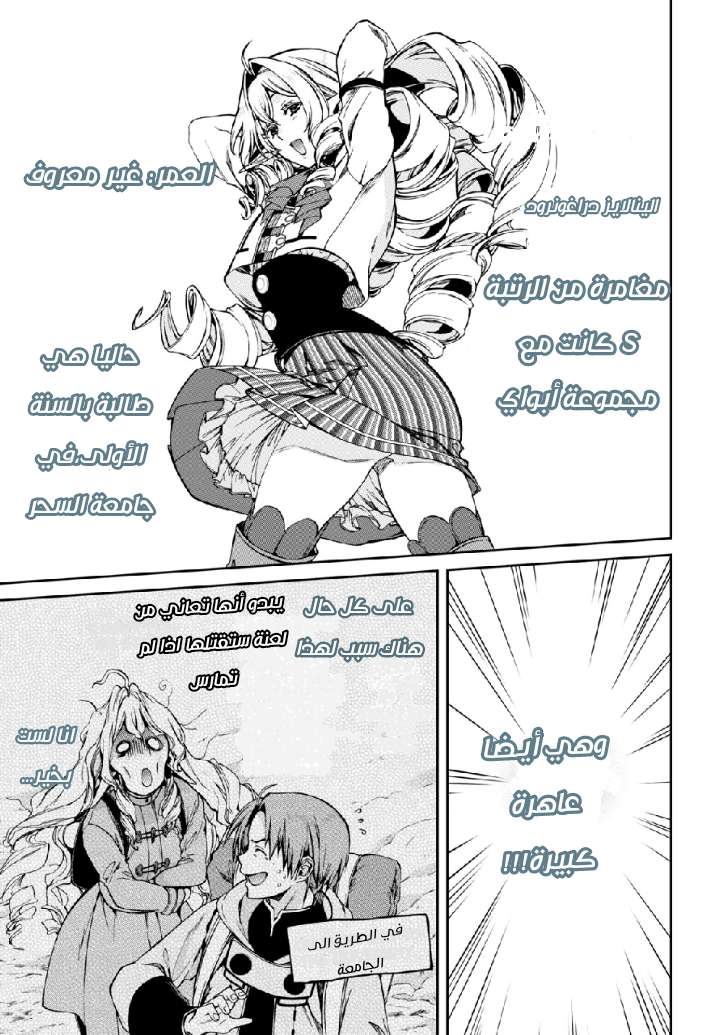 الينالايز دراغونرود
مغامرة من الرتبة
S كانت مع
مجموعة أبواي
العمر: غير معروف
حاليا هي
طالبة بالسنة
الأولى في
جامعة السحر
وهي أيضا
عاهرة
كبيرة!!!
على كل حال
هناك سبب لهذا
يبدو أنها تعاني من
لعنة ستقتلها اذا لم
تمارس
انا لست
بخير...
في الطريق الى
الجامعة